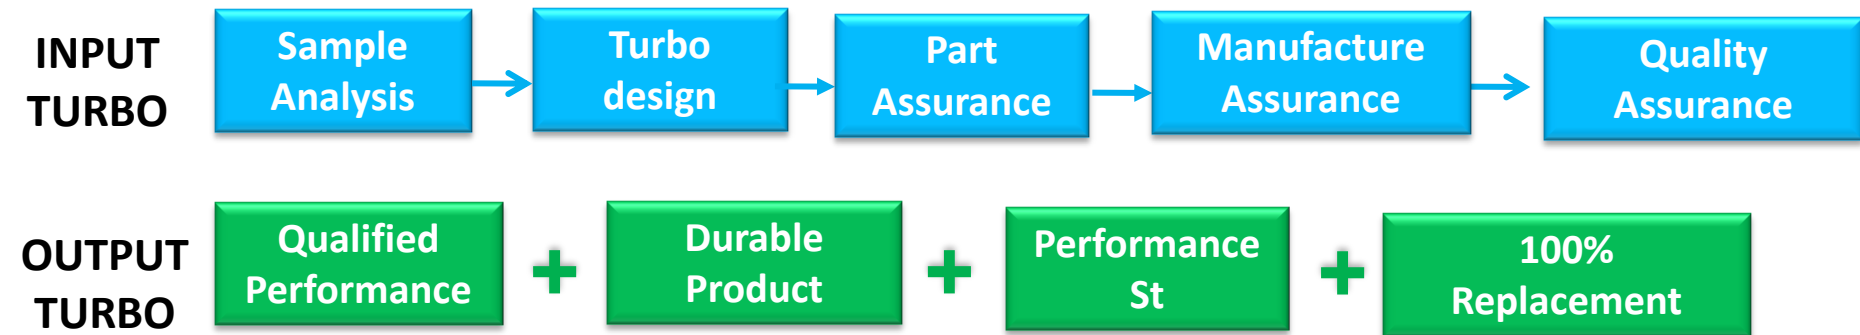 INPUT
TURBO
Sample
Analysis
Turbo
design
Part
Assurance
Manufacture
Assurance
Quality
Assurance
OUTPUT
TURBO
Qualified
Performance
+
Durable
Product
+
Performance
St
+
100%
Replacement